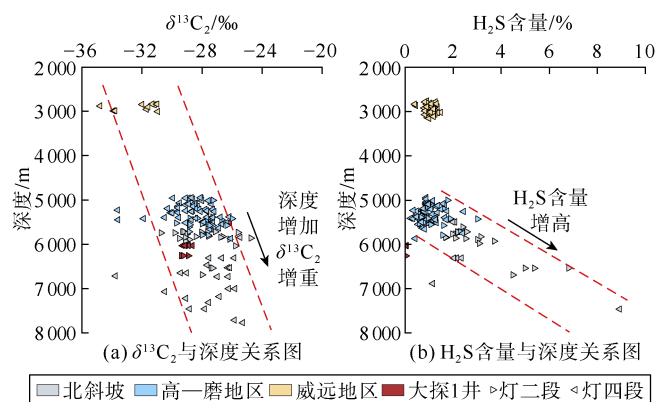 δ¹³C₂/‰
−36 −32 −28 −24 −20
2 000
3 000
4 000
5 000
6 000
7 000
8 000
深度/m
深度
增加
δ¹³C₂
增重
(a) δ¹³C₂与深度关系图
H₂S含量/%
0 2 4 6 8 10
2 000
3 000
4 000
5 000
6 000
7 000
8 000
深度/m
H₂S含量
增高
(b) H₂S含量与深度关系图
北斜坡 高—磨地区 威远地区 大探1井 灯二段 灯四段